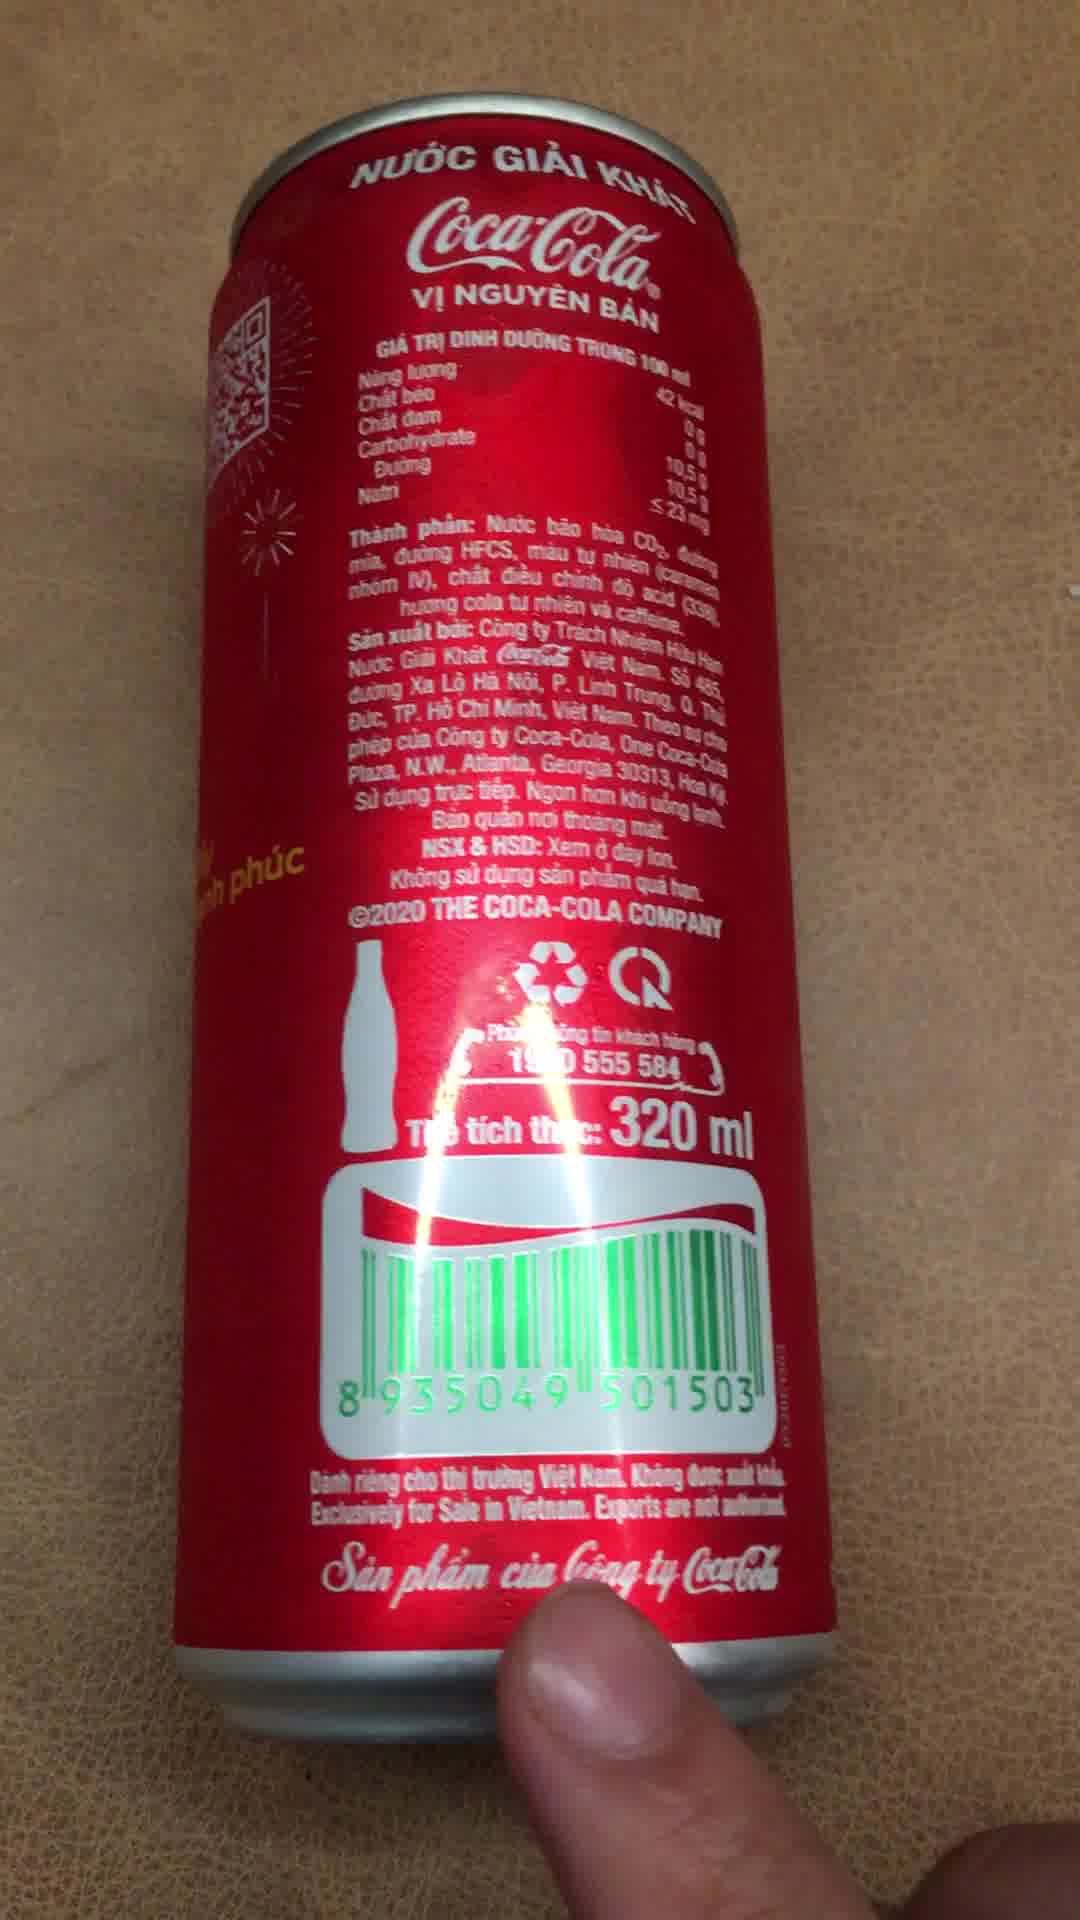 NƯỚC GIẢI KHÁT
Coca-Cola
VỊ NGUYÊN BẢN
GIÁ TRỊ DINH DƯỠNG TRONG 100 ml
Năng lượng 42 kcal
Chất béo 0 g
Chất đạm 0 g
Carbohydrate 10,5 g
Đường 10,5 g
Natri ≤ 23 mg
Thành phần: Nước bão hòa CO₂, đường
mía, đường HFCS, màu tự nhiên (caramen
nhóm IV), chất điều chỉnh độ acid (338),
hương cola tự nhiên và caffeine.
Sản xuất bởi: Công ty Trách Nhiệm Hữu Hạn
Nước Giải Khát Coca-Cola Việt Nam. Số 485,
đường Xa Lộ Hà Nội, P. Linh Trung, Q. Thủ
Đức, TP. Hồ Chí Minh, Việt Nam. Theo sự cho
phép của Công ty Coca-Cola, One Coca-Cola
Plaza, N.W., Atlanta, Georgia 30313, Hoa Kỳ.
Sử dụng trực tiếp. Ngon hơn khi uống lạnh.
Bảo quản nơi thoáng mát.
NSX & HSD: Xem ở đáy lon.
Không sử dụng sản phẩm quá hạn.
phúc
©2020 THE COCA-COLA COMPANY
thông tin khách hàng
555 584
Thể tích thực: 320 ml
8 935049 501503
Dành riêng cho thị trường Việt Nam. Không được xuất khẩu.
Exclusively for Sale in Vietnam. Exports are not authorized.
Sản phẩm của Công ty Coca-Cola